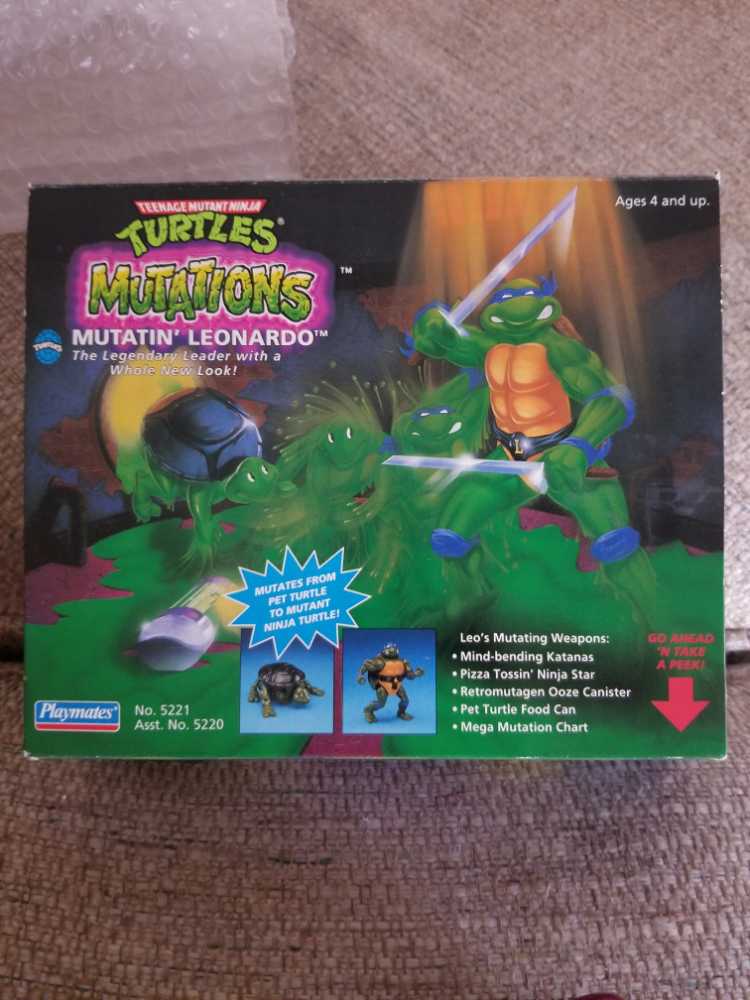 Ages 4 and up.
TEENAGE MUTANT NINJA
TURTLES®
MUTATIONS™
TURTLES
MUTATIN' LEONARDO™
The Legendary Leader with a
Whole New Look!
L
MUTATES FROM
PET TURTLE
TO MUTANT
NINJA TURTLE!
Leo's Mutating Weapons:
• Mind-bending Katanas
• Pizza Tossin' Ninja Star
• Retromutagen Ooze Canister
• Pet Turtle Food Can
• Mega Mutation Chart
GO AHEAD
'N TAKE
A PEEK!
Playmates®
No. 5221
Asst. No. 5220